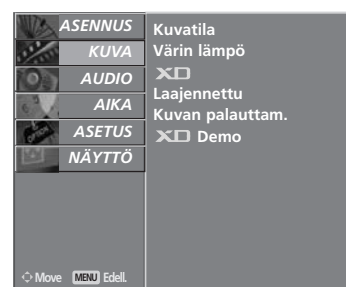 ASENNUS
KUVA
AUDIO
AIKA
ASETUS
NÄYTTÖ
Kuvatila
Värin lämpö
XD
Laajennettu
Kuvan palauttam.
XD Demo
Move MENU Edell.